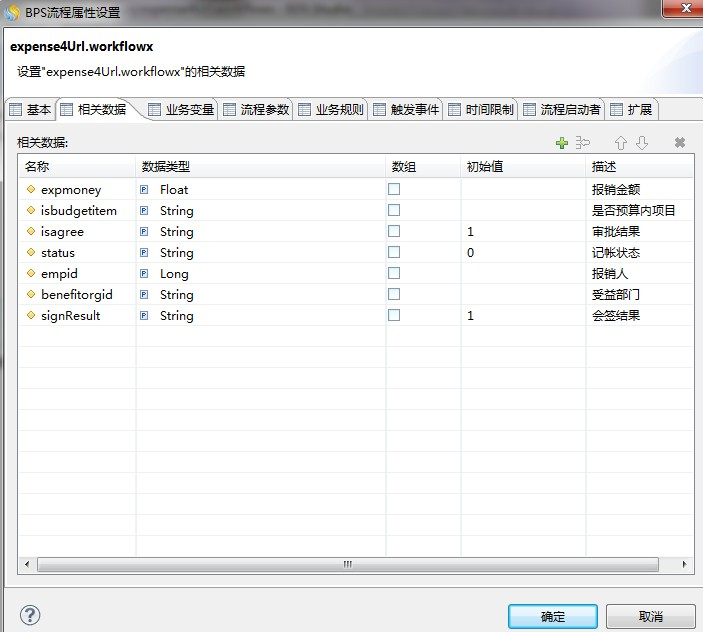 BPS流程属性设置
expense4Url.workflowx
设置"expense4Url.workflowx"的相关数据
基本 相关数据 业务变量 流程参数 业务规则 触发事件 时间限制 流程启动者 扩展
相关数据:
名称 数据类型 数组 初始值 描述
expmoney P Float 报销金额
isbudgetitem P String 是否预算内项目
isagree P String 1 审批结果
status P String 0 记帐状态
empid P Long 报销人
benefitorgid P String 受益部门
signResult P String 1 会签结果
确定 取消